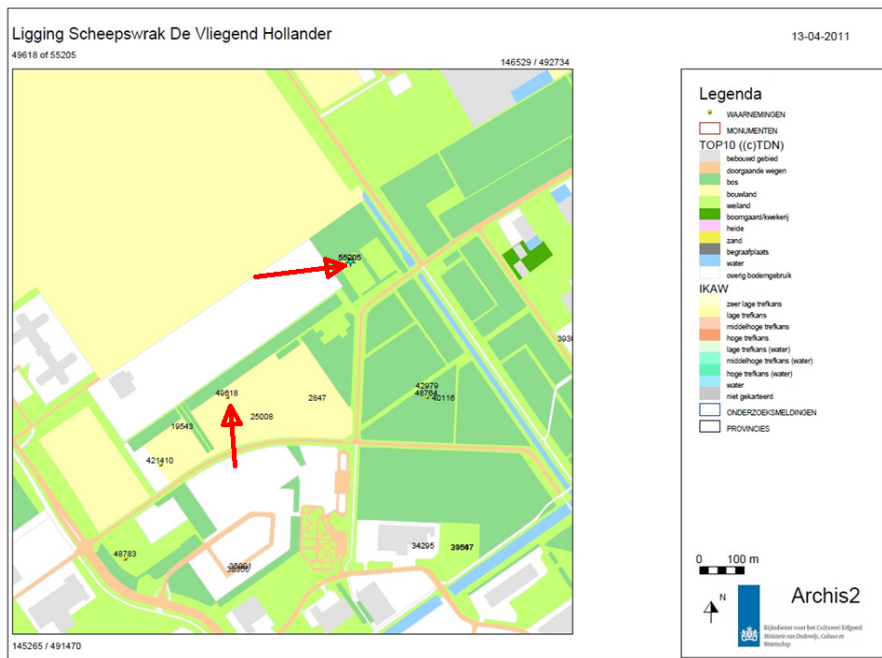 Ligging Scheepswrak De Vliegend Hollander
13-04-2011
49618 of 55205
146529 / 492734
55205
3938
42979
48764
40116
49618
2847
25008
19543
421410
48783
34295
145265 / 491470
Legenda
WAARNEMINGEN
MONUMENTEN
TOP10 ((c)TDN)
bebouwd gebied
doorgaande wegen
bos
bouwland
weiland
boomgaard/kwekerij
heide
zand
begraafplaats
water
overig bodemgebruik
IKAW
zeer lage trefkans
lage trefkans
middelhoge trefkans
hoge trefkans
lage trefkans (water)
middelhoge trefkans (water)
hoge trefkans (water)
water
niet gekarteerd
ONDERZOEKSMELDINGEN
PROVINCIES
0 100 m
N
Archis2
Rijksdienst voor het Cultureel Erfgoed
Ministerie van Onderwijs, Cultuur en
Wetenschap